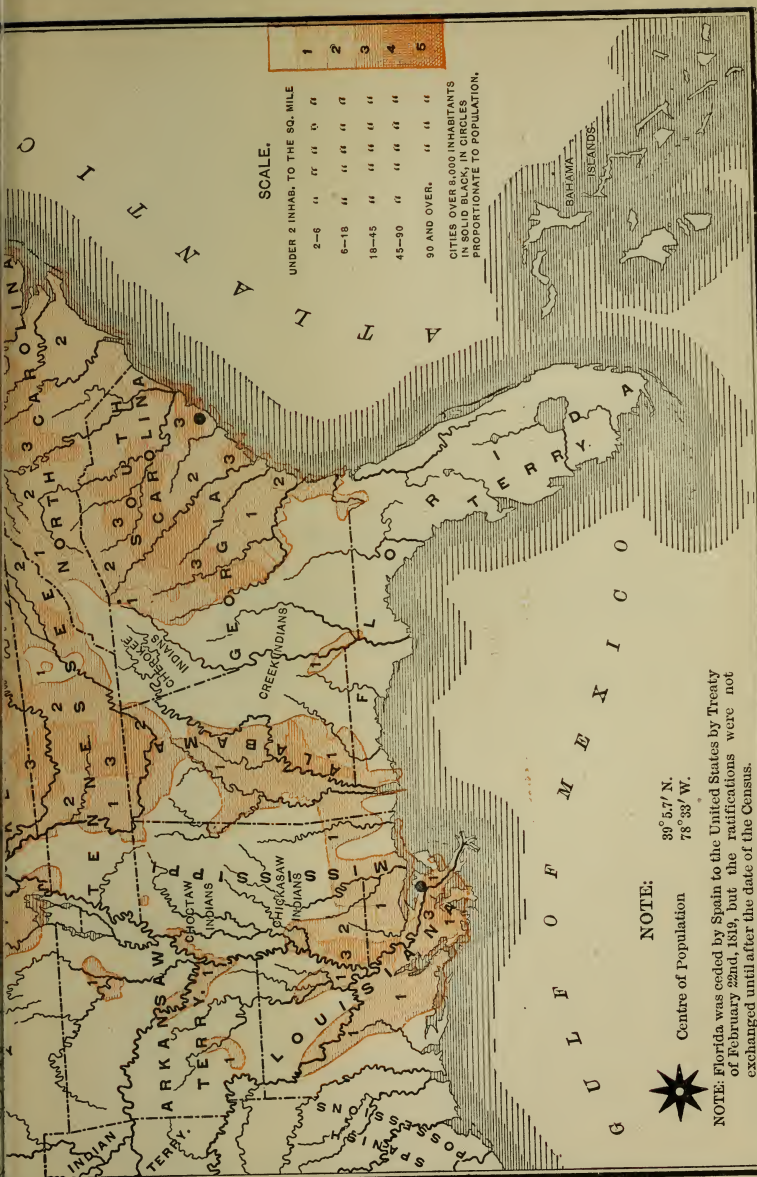 SCALE.
UNDER 2 INHAB. TO THE SQ. MILE
2–6 " " " "
6–18 " " " "
18–45 " " " "
45–90 " " " "
90 AND OVER. " " "
1
2
3
4
5
CITIES OVER 8,000 INHABITANTS
IN SOLID BLACK, IN CIRCLES
PROPORTIONATE TO POPULATION.
ATLANTIC O
BAHAMA
ISLANDS
NORTH CAROLINA
SOUTH
CAROLINA
TENNESSEE
GEORGIA
CHEROKEE
INDIANS
CREEK INDIANS
ALABAMA
MISSISSIPPI
CHOCTAW
INDIANS
CHICKASAW
INDIANS
ARKANSAW
TERRY.
LOUISIANA
INDIAN
TERRY.
SPANISH
POSSESSIONS
FLORIDA
TERRY.
GULF OF MEXICO
NOTE:
Centre of Population 39° 5.7' N.
78° 33' W.
NOTE: Florida was ceded by Spain to the United States by Treaty
of February 22nd, 1819, but the ratifications were not
exchanged until after the date of the Census.